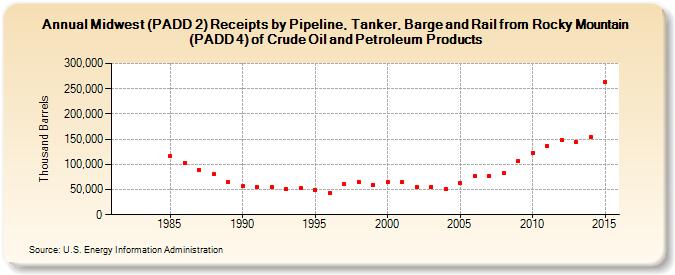 Annual Midwest (PADD 2) Receipts by Pipeline, Tanker, Barge and Rail from Rocky Mountain
(PADD 4) of Crude Oil and Petroleum Products
Thousand Barrels
300,000
250,000
200,000
150,000
100,000
50,000
0
1985 1990 1995 2000 2005 2010 2015
Source: U.S. Energy Information Administration